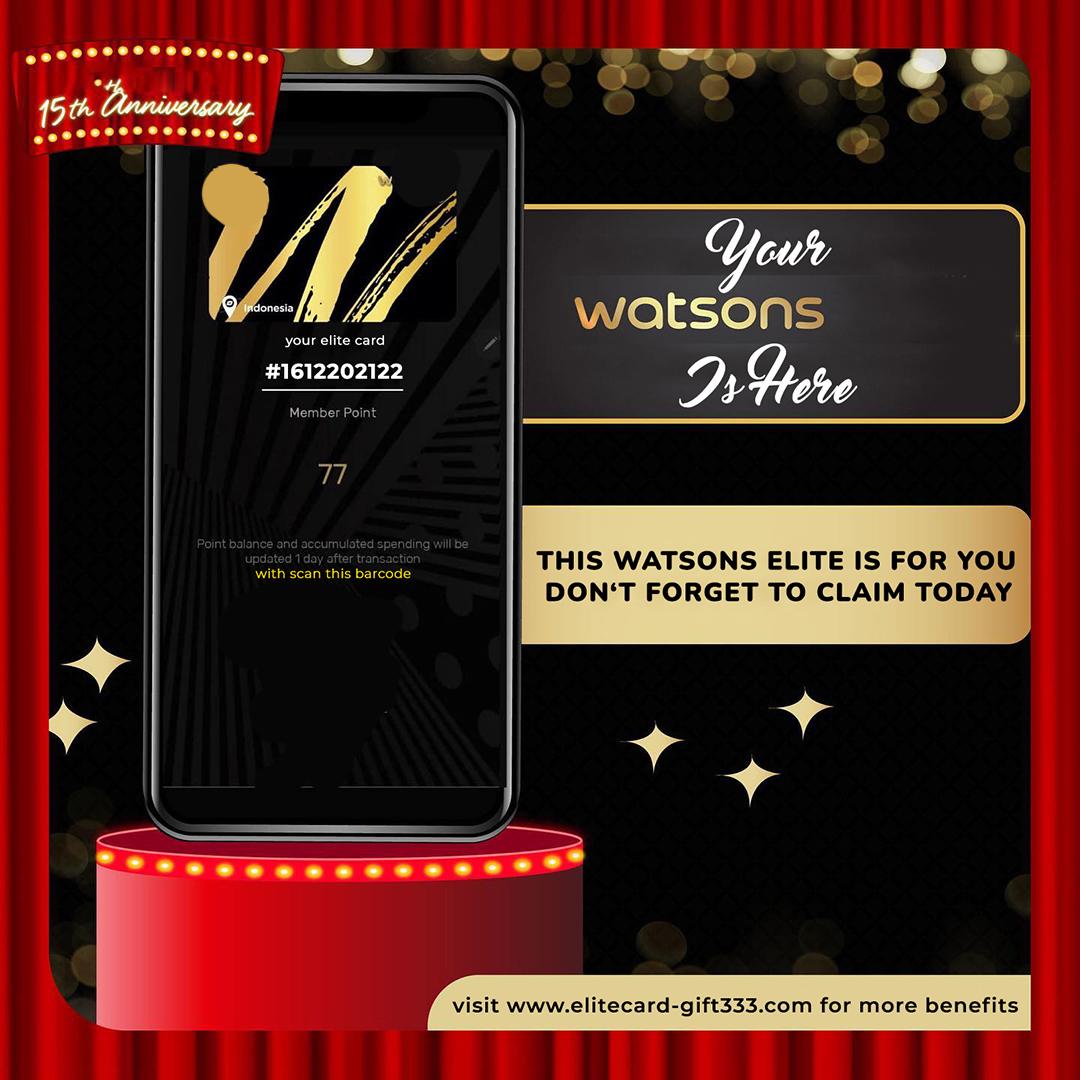 15th Anniversary
Indonesia
your elite card
#1612202122
Member Point
77
Point balance and accumulated spending will be
updated 1 day after transaction
with scan this barcode
Your
watsons
Is Here
THIS WATSONS ELITE IS FOR YOU
DON‘T FORGET TO CLAIM TODAY
visit www.elitecard-gift333.com for more benefits